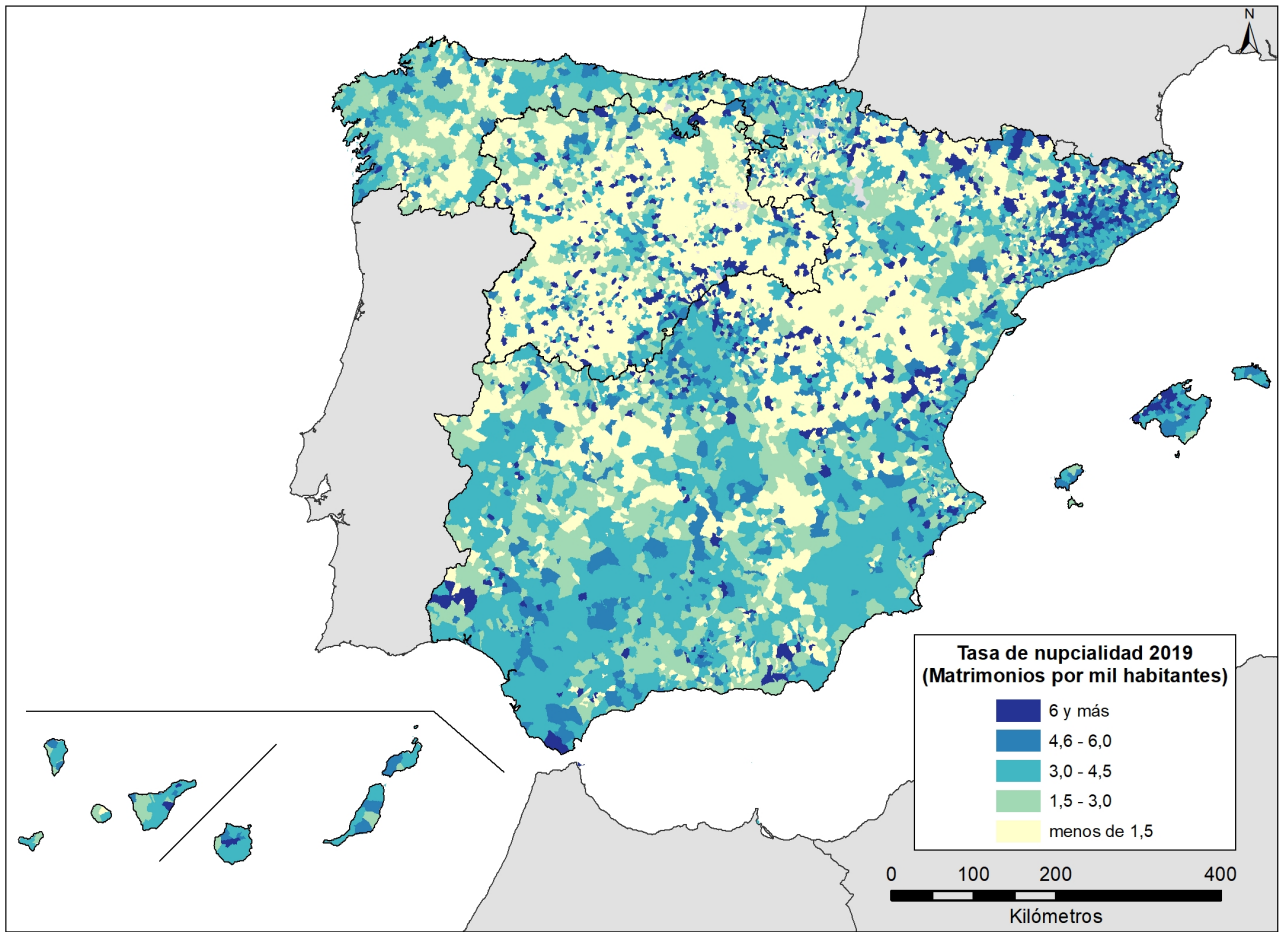 N
Tasa de nupcialidad 2019
(Matrimonios por mil habitantes)
6 y más
4,6 - 6,0
3,0 - 4,5
1,5 - 3,0
menos de 1,5
0 100 200 400
Kilómetros